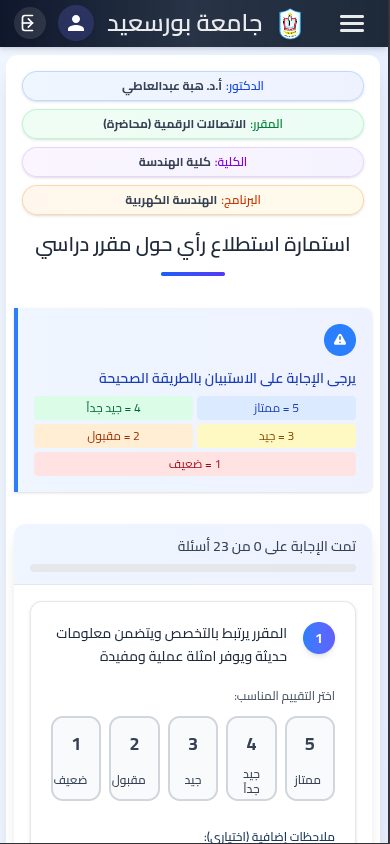 جامعة بورسعيد
الدكتور: أ.د. هبة عبدالعاطي
المقرر: الاتصالات الرقمية (محاضرة)
الكلية: كلية الهندسة
البرنامج: الهندسة الكهربية
استمارة استطلاع رأي حول مقرر دراسي
يرجى الإجابة على الاستبيان بالطريقة الصحيحة
5 = ممتاز
4 = جيد جداً
3 = جيد
2 = مقبول
1 = ضعيف
تمت الإجابة على 0 من 23 أسئلة
1
المقرر يرتبط بالتخصص ويتضمن معلومات
حديثة ويوفر امثلة عملية ومفيدة
اختر التقييم المناسب:
5
ممتاز
4
جيد
جداً
3
جيد
2
مقبول
1
ضعيف
ملاحظات إضافية (اختياري):